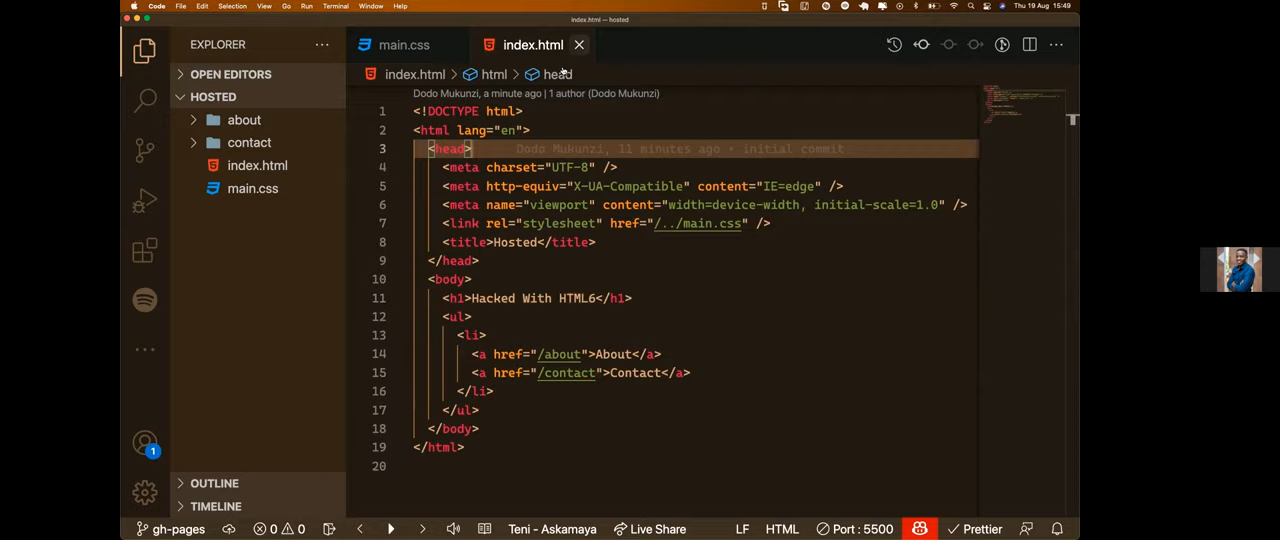 Code File Edit Selection View Go Run Terminal Window Help
Thu 19 Aug 15:49
index.html — hosted
EXPLORER
main.css
index.html
OPEN EDITORS
index.html > html > head
HOSTED
Dodo Mukunzi, a minute ago | 1 author (Dodo Mukunzi)
about
contact
index.html
main.css
1 <!DOCTYPE html>
2 <html lang="en">
3 <head> Dodo Mukunzi, 11 minutes ago • initial commit
4 <meta charset="UTF-8" />
5 <meta http-equiv="X-UA-Compatible" content="IE=edge" />
6 <meta name="viewport" content="width=device-width, initial-scale=1.0" />
7 <link rel="stylesheet" href="/../main.css" />
8 <title>Hosted</title>
9 </head>
10 <body>
11 <h1>Hacked With HTML6</h1>
12 <ul>
13 <li>
14 <a href="/about">About</a>
15 <a href="/contact">Contact</a>
16 </li>
17 </ul>
18 </body>
19 </html>
20
OUTLINE
TIMELINE
1
gh-pages 0 0 Teni - Askamaya Live Share LF HTML Port : 5500 Prettier